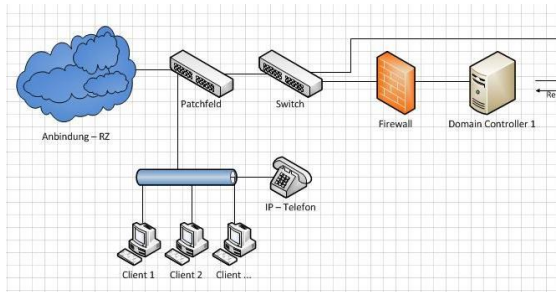 Patchfeld
Switch
Anbindung – RZ
Firewall
Domain Controller 1
IP – Telefon
Client 1
Client 2
Client ...